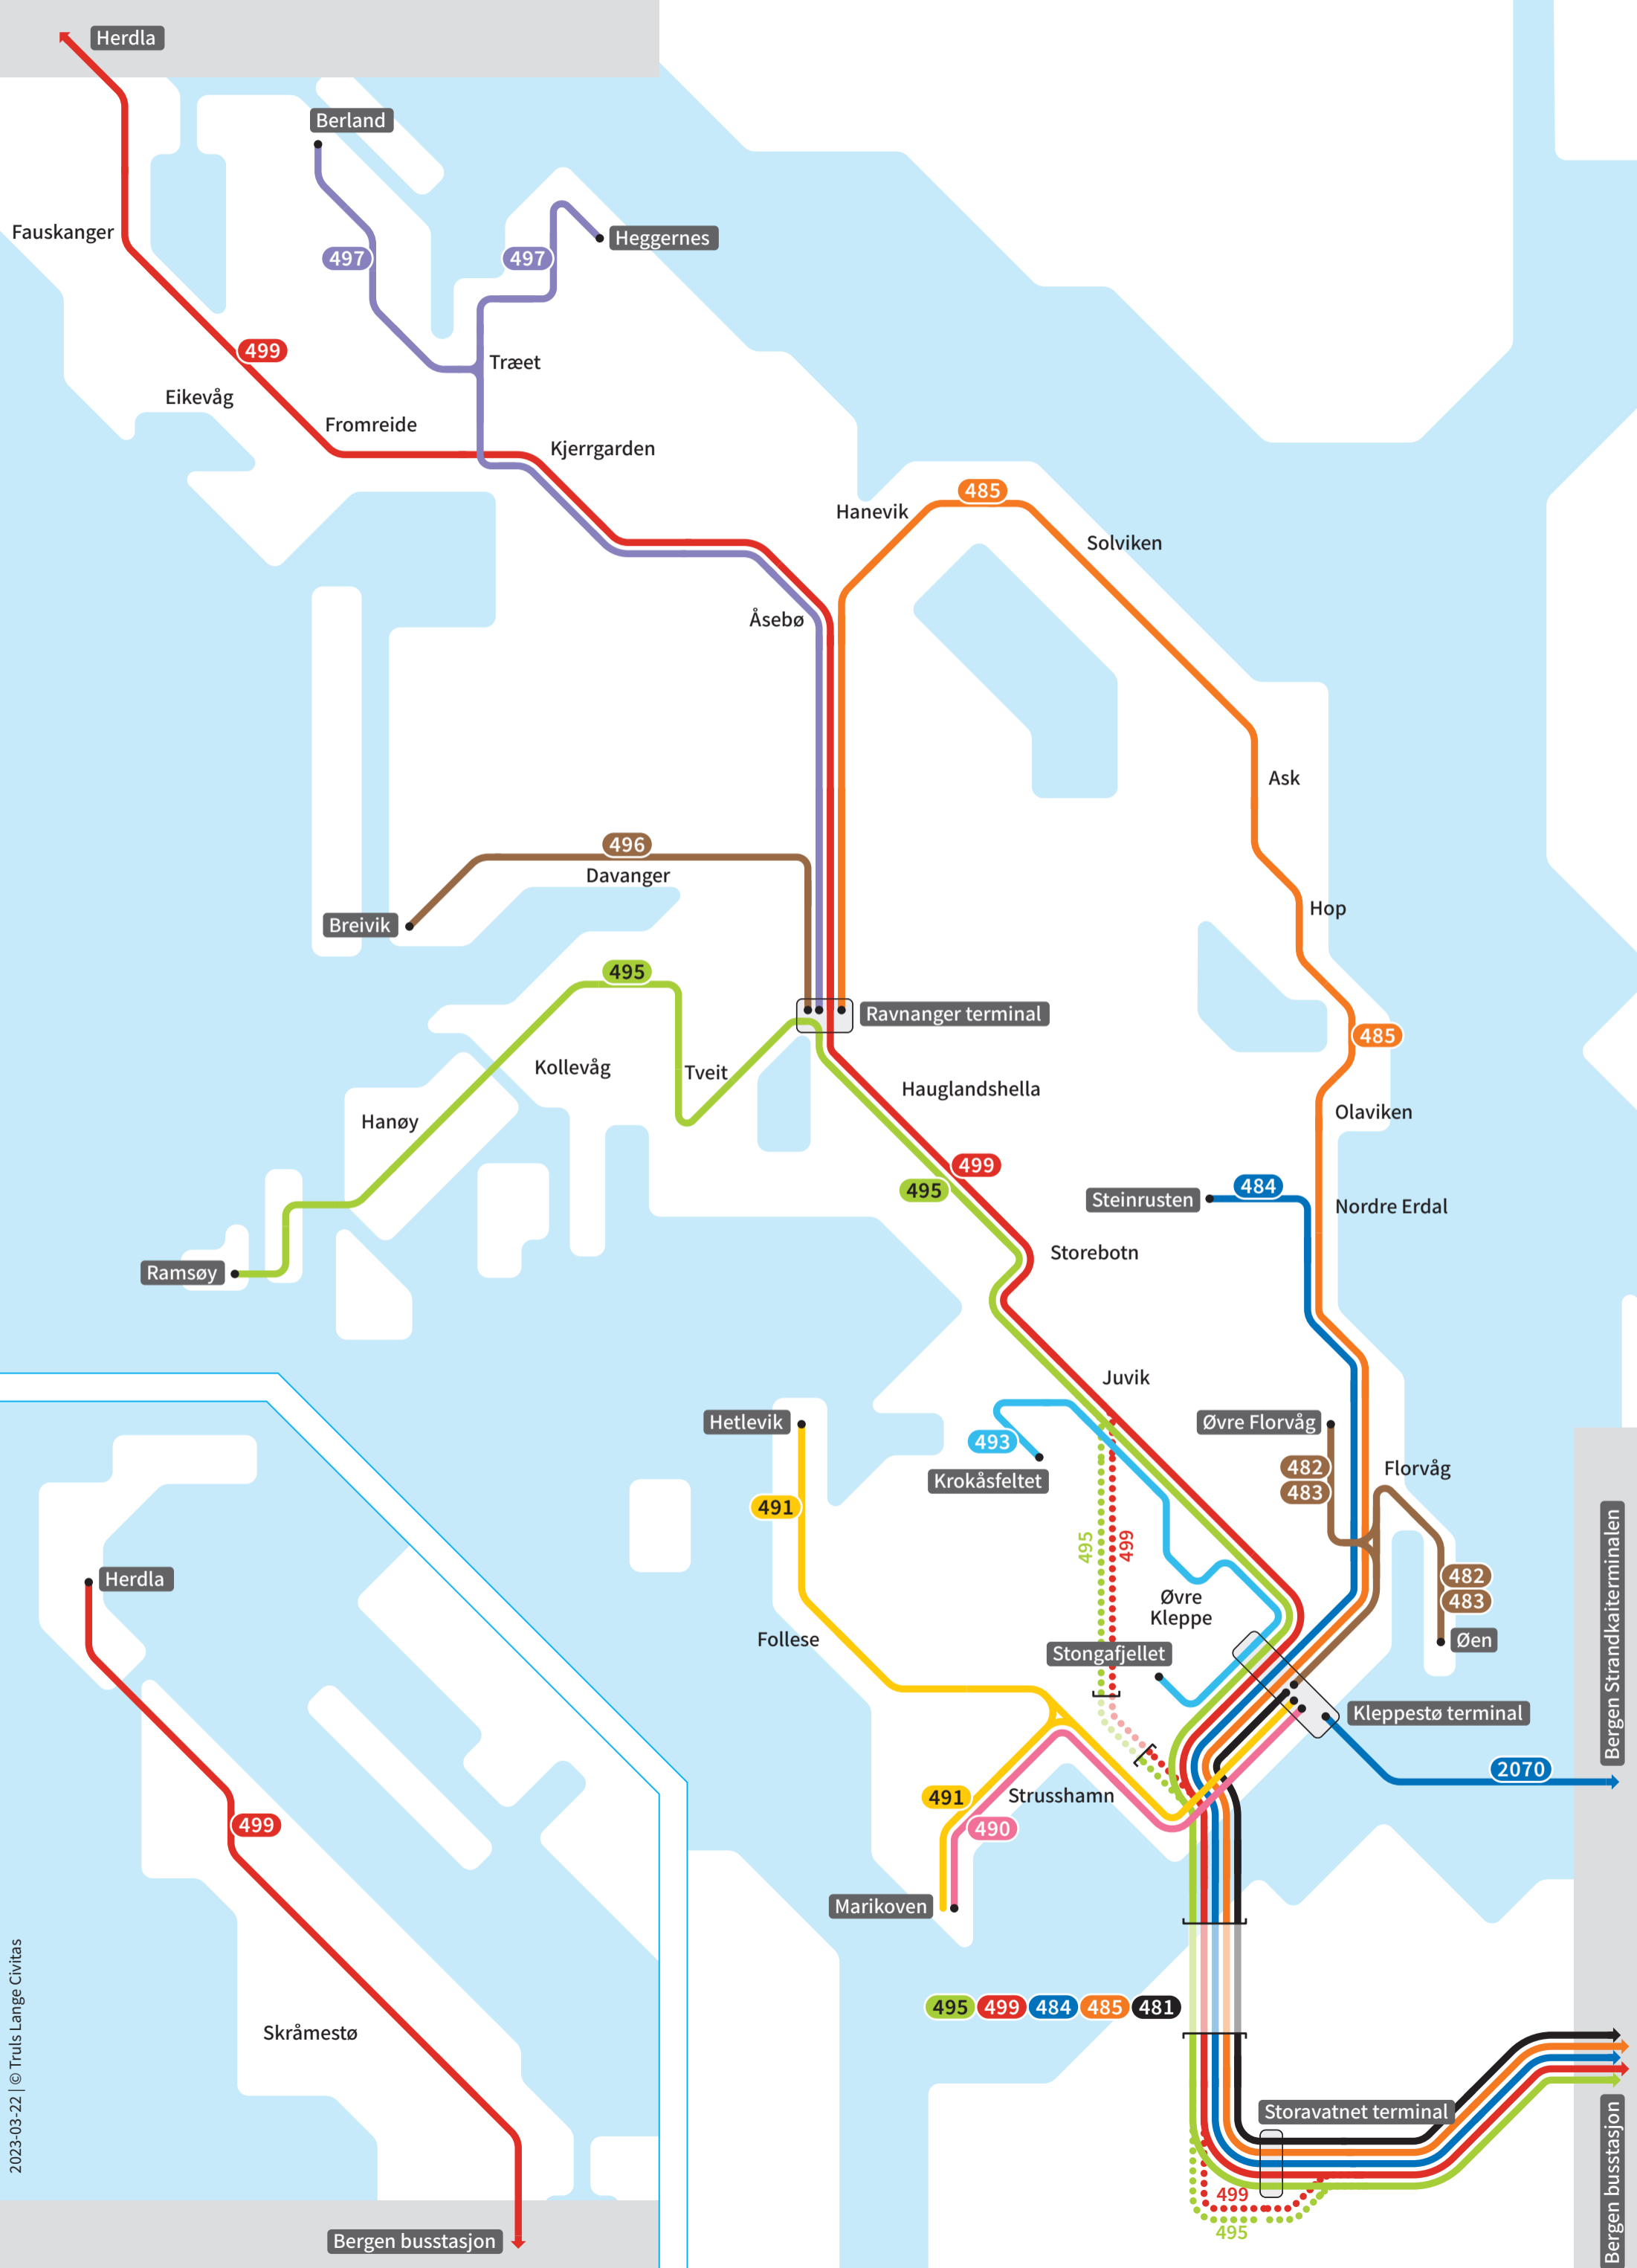 Herdla
Berland
Fauskanger
497
497
Heggernes
499
Træet
Eikevåg
Fromreide
Kjerrgarden
485
Hanevik
Solviken
Åsebø
Ask
496
Davanger
Hop
Breivik
495
Ravnanger terminal
485
Kollevåg
Tveit
Hauglandshella
Hanøy
Olaviken
499
495
484
Steinrusten
Nordre Erdal
Storebotn
Ramsøy
Juvik
Hetlevik
Øvre Florvåg
493
Krokåsfeltet
482
483
Florvåg
491
495
499
Herdla
482
483
Øvre
Kleppe
Follese
Øen
Stongafjellet
Kleppestø terminal
Bergen Strandkaiterminalen
2070
491
Strusshamn
499
490
Marikoven
495
499
484
485
481
Skråmestø
2023-03-22 | © Truls Lange Civitas
Storavatnet terminal
499
495
Bergen busstasjon
Bergen busstasjon